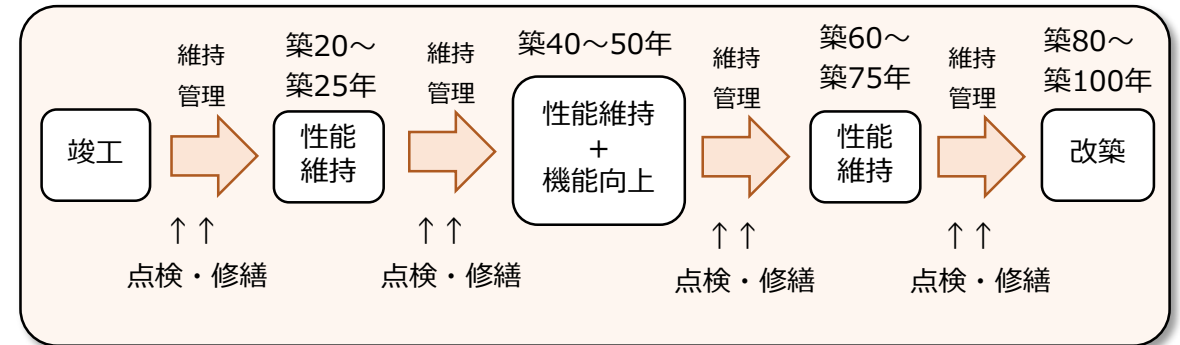 竣工
維持
管理
↑ ↑
点検・修繕
築20～
築25年
性能
維持
維持
管理
↑ ↑
点検・修繕
築40～50年
性能維持
+
機能向上
維持
管理
↑ ↑
点検・修繕
築60～
築75年
性能
維持
維持
管理
↑ ↑
点検・修繕
築80～
築100年
改築